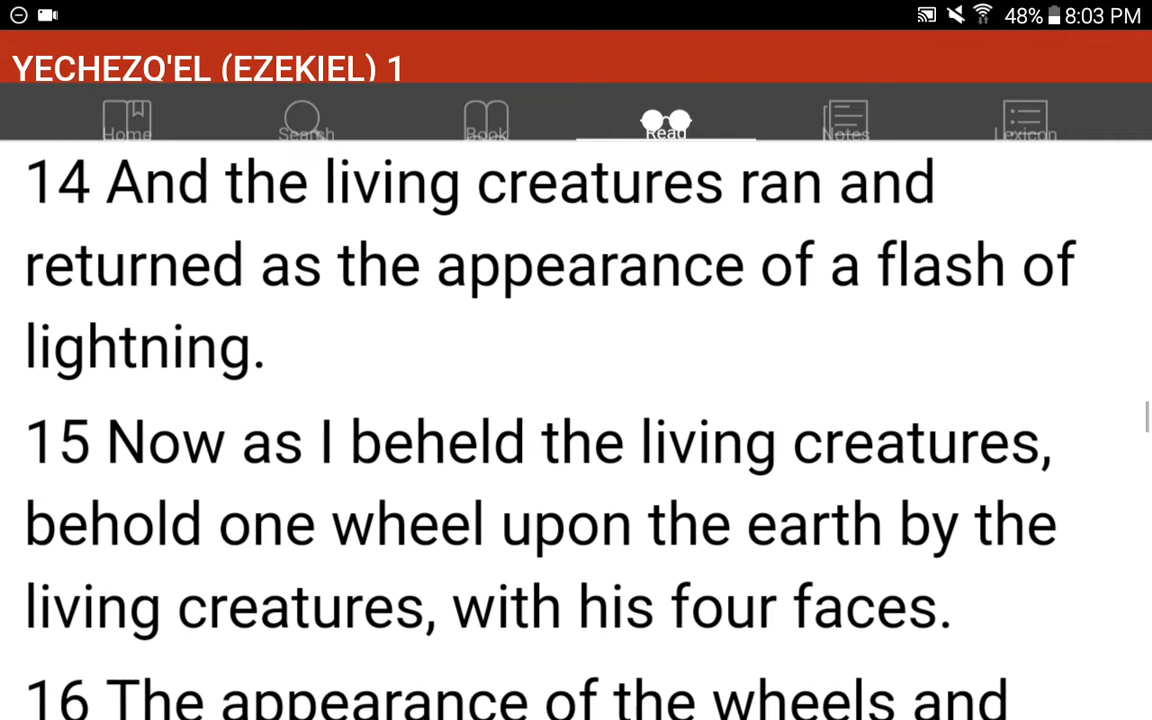 48% 8:03 PM
YECHEZQ'EL (EZEKIEL) 1
Home Search Book Read Notes Lexicon
14 And the living creatures ran and
returned as the appearance of a flash of
lightning.
15 Now as I beheld the living creatures,
behold one wheel upon the earth by the
living creatures, with his four faces.
16 The appearance of the wheels and